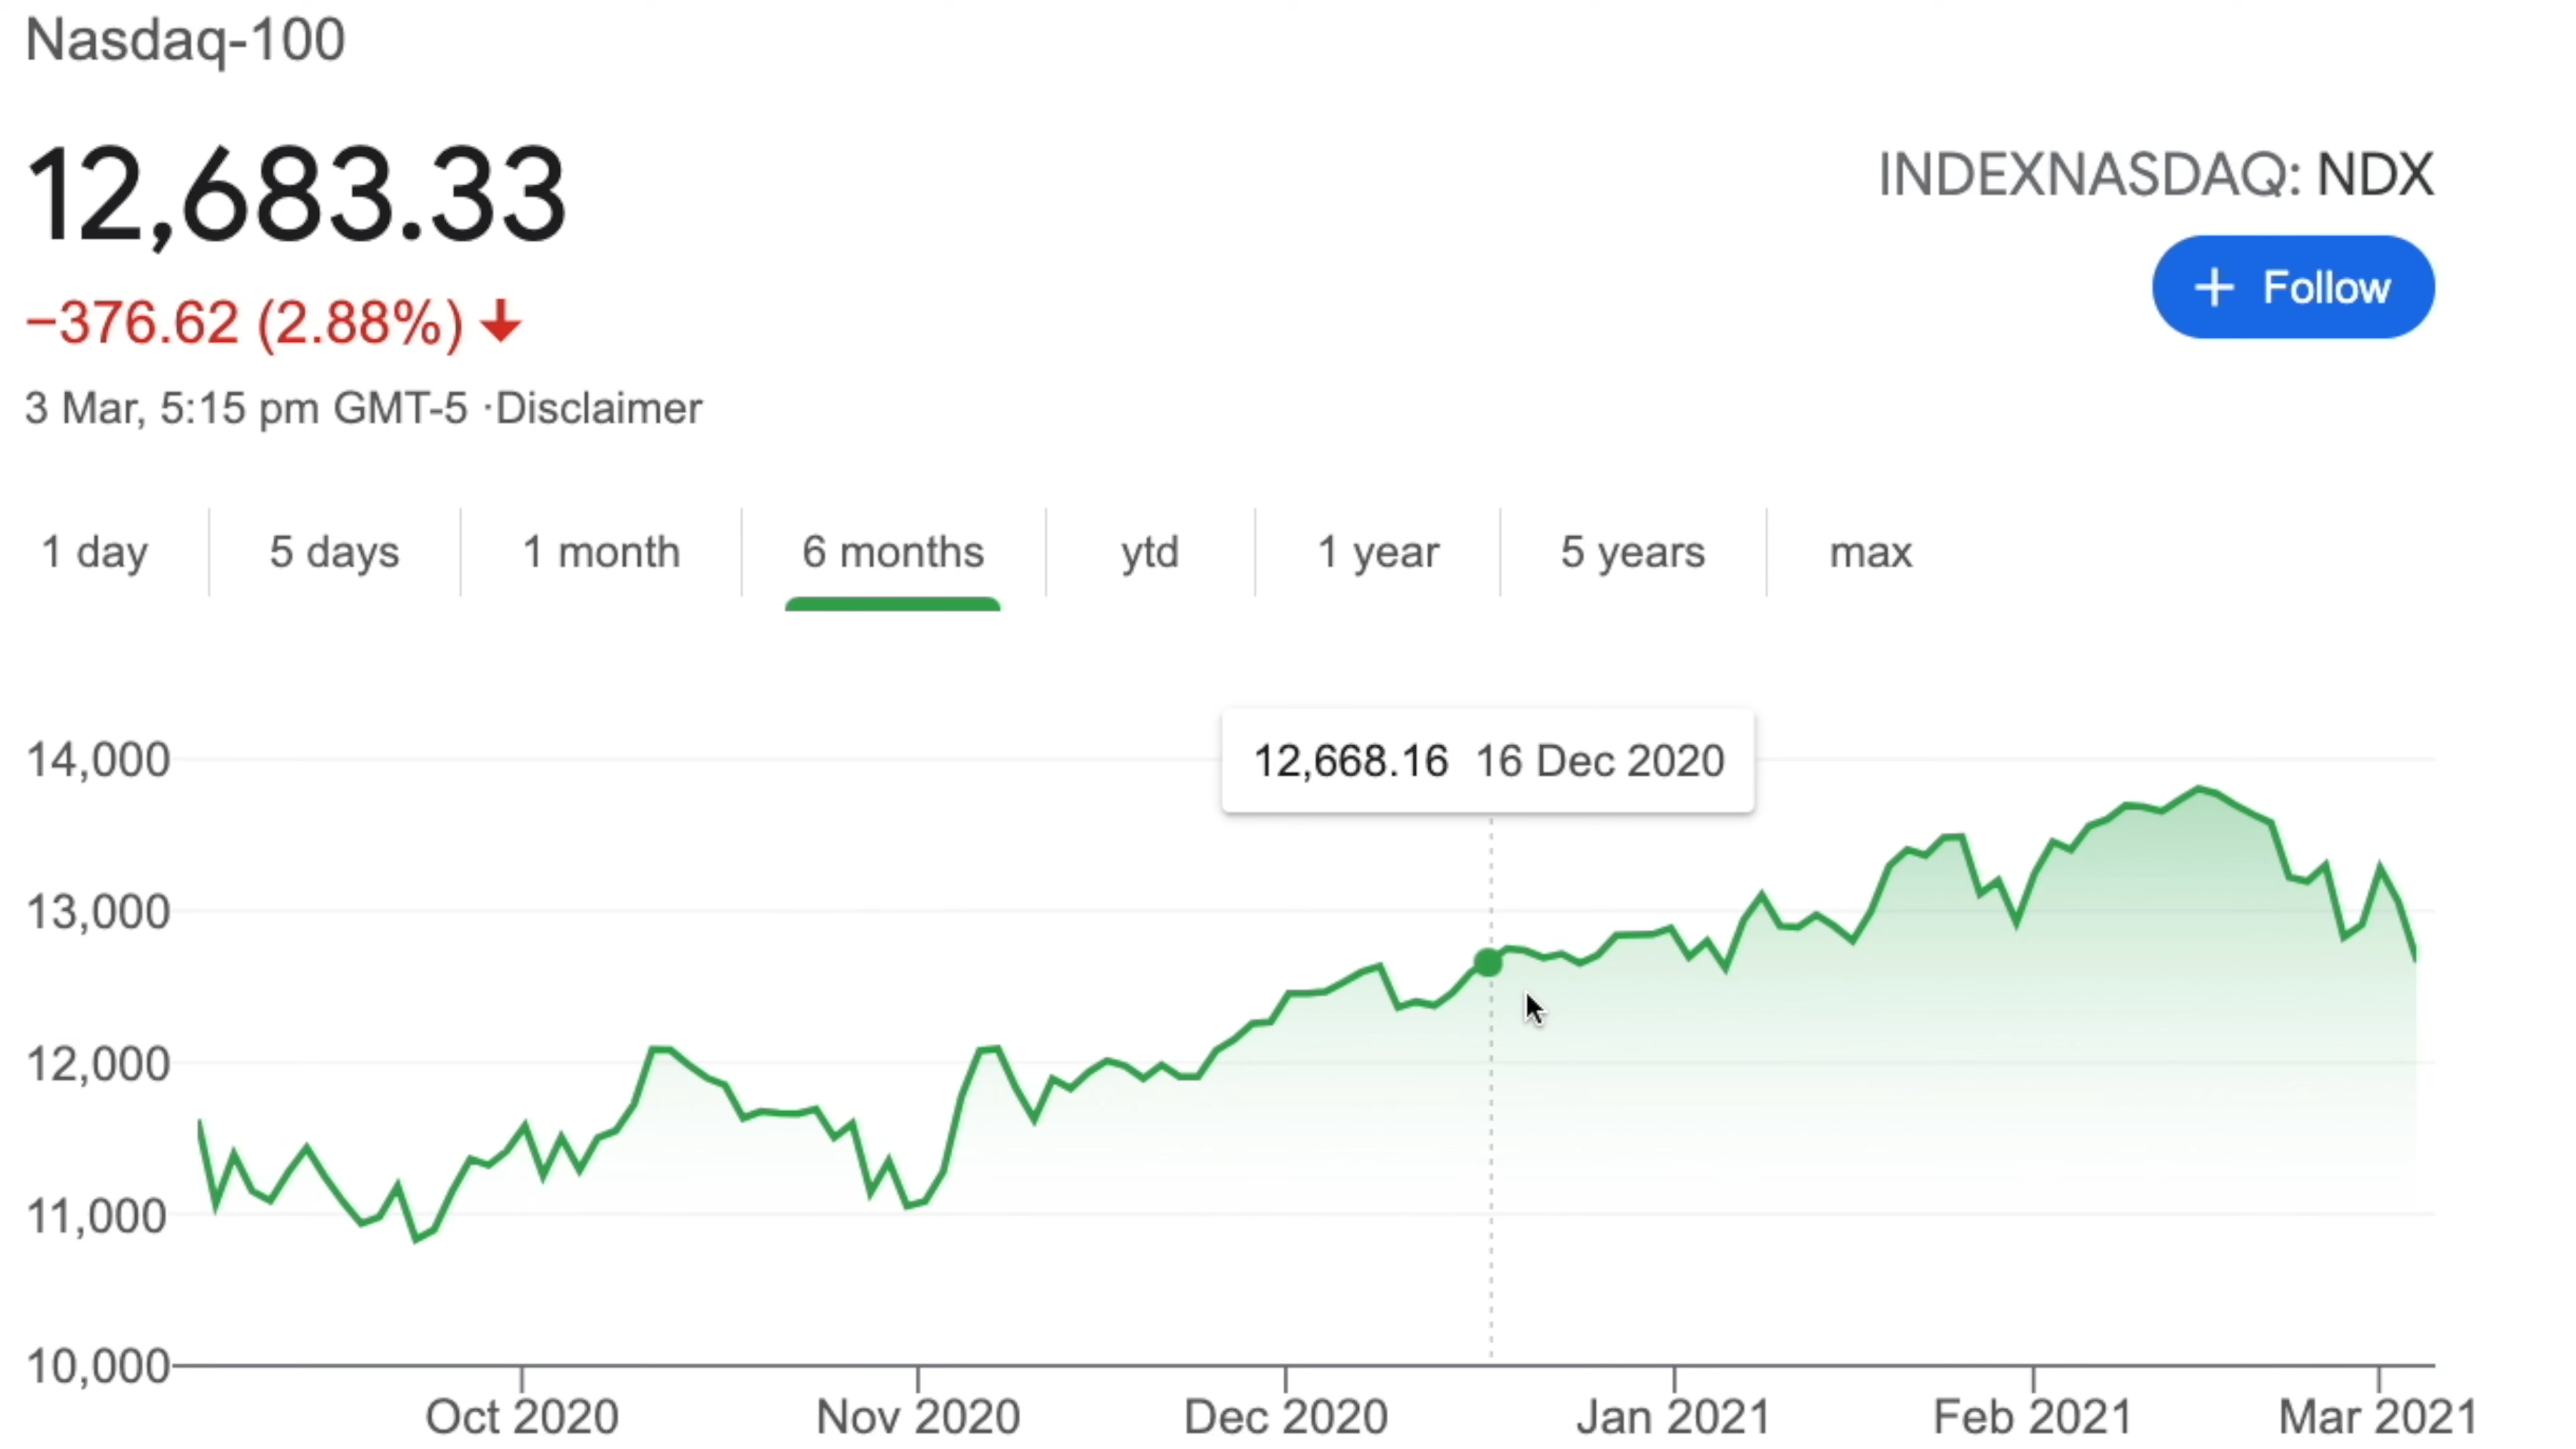 Nasdaq-100
12,683.33
INDEXNASDAQ: NDX
−376.62 (2.88%)
+ Follow
3 Mar, 5:15 pm GMT-5 ·Disclaimer
1 day 5 days 1 month 6 months ytd 1 year 5 years max
12,668.16 16 Dec 2020
14,000
13,000
12,000
11,000
10,000
Oct 2020 Nov 2020 Dec 2020 Jan 2021 Feb 2021 Mar 2021